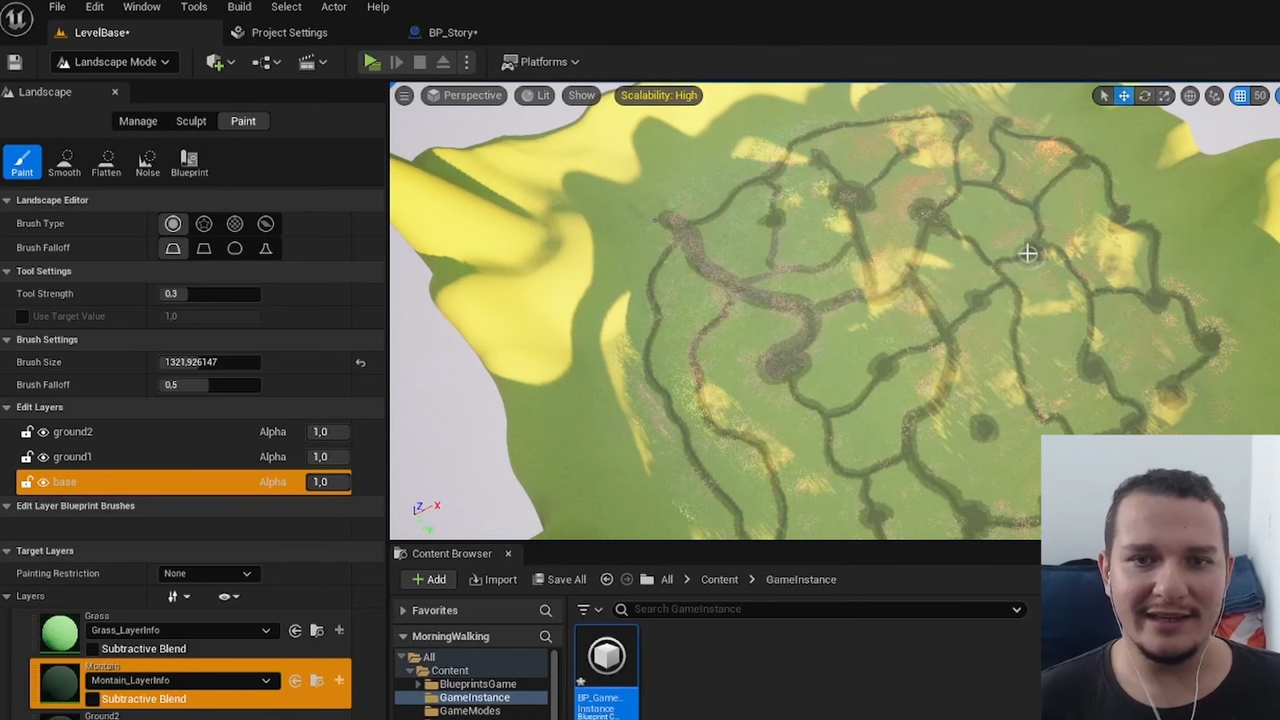 File Edit Window Tools Build Select Actor Help
LevelBase* Project Settings BP_Story*
Landscape Mode Platforms
Landscape
Perspective Lit Show Scalability: High 50
Manage Sculpt Paint
Paint Smooth Flatten Noise Blueprint
Landscape Editor
Brush Type
Brush Falloff
Tool Settings
Tool Strength 0,3
Use Target Value 1,0
Brush Settings
Brush Size 1321,926147
Brush Falloff 0,5
Edit Layers
ground2 Alpha 1,0
ground1 Alpha 1,0
base Alpha 1,0
Edit Layer Blueprint Brushes
Target Layers
Painting Restriction None
Layers
Grass
Grass_LayerInfo
Subtractive Blend
Montain
Montain_LayerInfo
Subtractive Blend
Ground2
Z X
Y
Content Browser
Add Import Save All All Content GameInstance
Favorites
Search GameInstance
MorningWalking
All
Content
BlueprintsGame
GameInstance
GameModes
BP_Game...
Instance
Blueprint C...